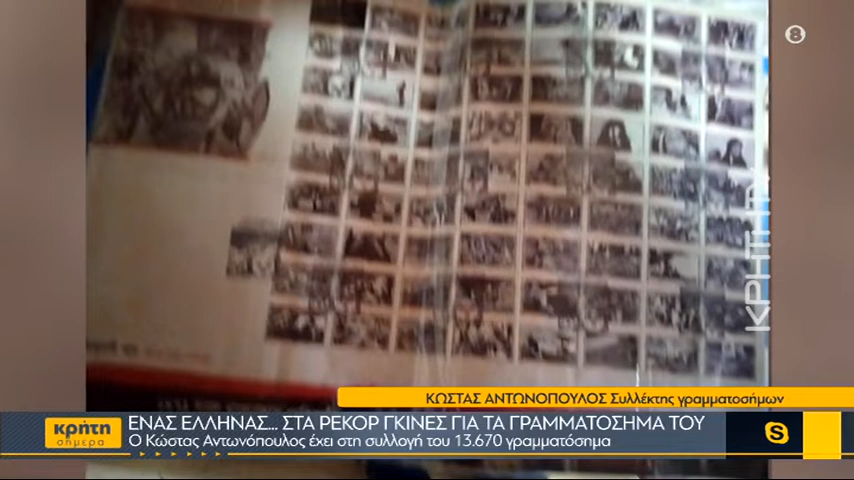 8
ΚΡΗΤΗ
ΚΩΣΤΑΣ ΑΝΤΩΝΟΠΟΥΛΟΣ Συλλέκτης γραμματοσήμων
κρήτη
σήμερα
ΕΝΑΣ ΕΛΛΗΝΑΣ... ΣΤΑ ΡΕΚΟΡ ΓΚΙΝΕΣ ΓΙΑ ΤΑ ΓΡΑΜΜΑΤΟΣΗΜΑ ΤΟΥ
Ο Κώστας Αντωνόπουλος έχει στη συλλογή του 13.670 γραμματόσημα